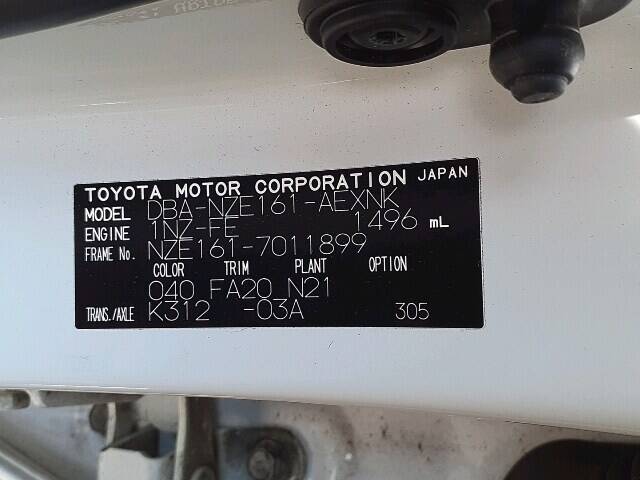 TOYOTA MOTOR CORPORATION JAPAN
MODEL DBA-NZE161-AEXNK
ENGINE 1NZ-FE 1496 mL
FRAME No. NZE161-7011899
COLOR TRIM PLANT OPTION
040 FA20 N21
TRANS./AXLE K312 -03A 305